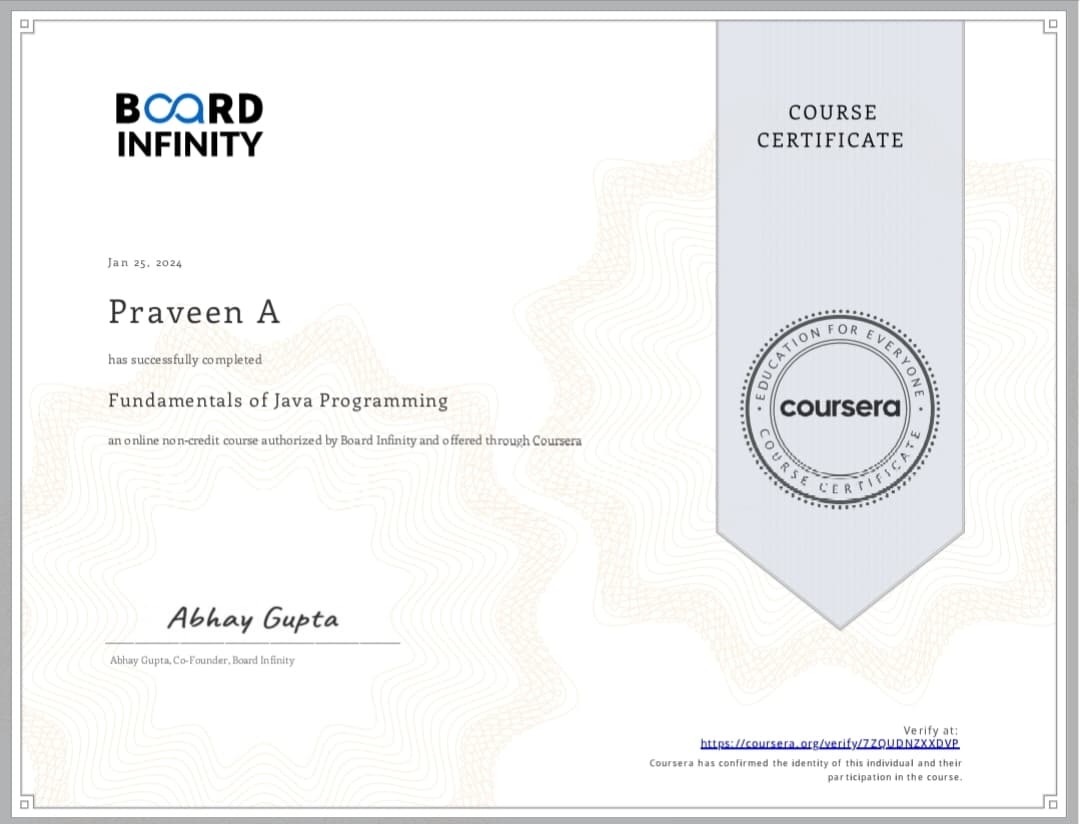 BOARD
INFINITY
COURSE
CERTIFICATE
Jan 25, 2024
Praveen A
has successfully completed
Fundamentals of Java Programming
an online non-credit course authorized by Board Infinity and offered through Coursera
EDUCATION FOR EVERYONE
coursera
COURSE CERTIFICATE
Abhay Gupta
Abhay Gupta, Co-Founder, Board Infinity
Verify at:
https://coursera.org/verify/7ZQUDNZXXDVP
Coursera has confirmed the identity of this individual and their
participation in the course.